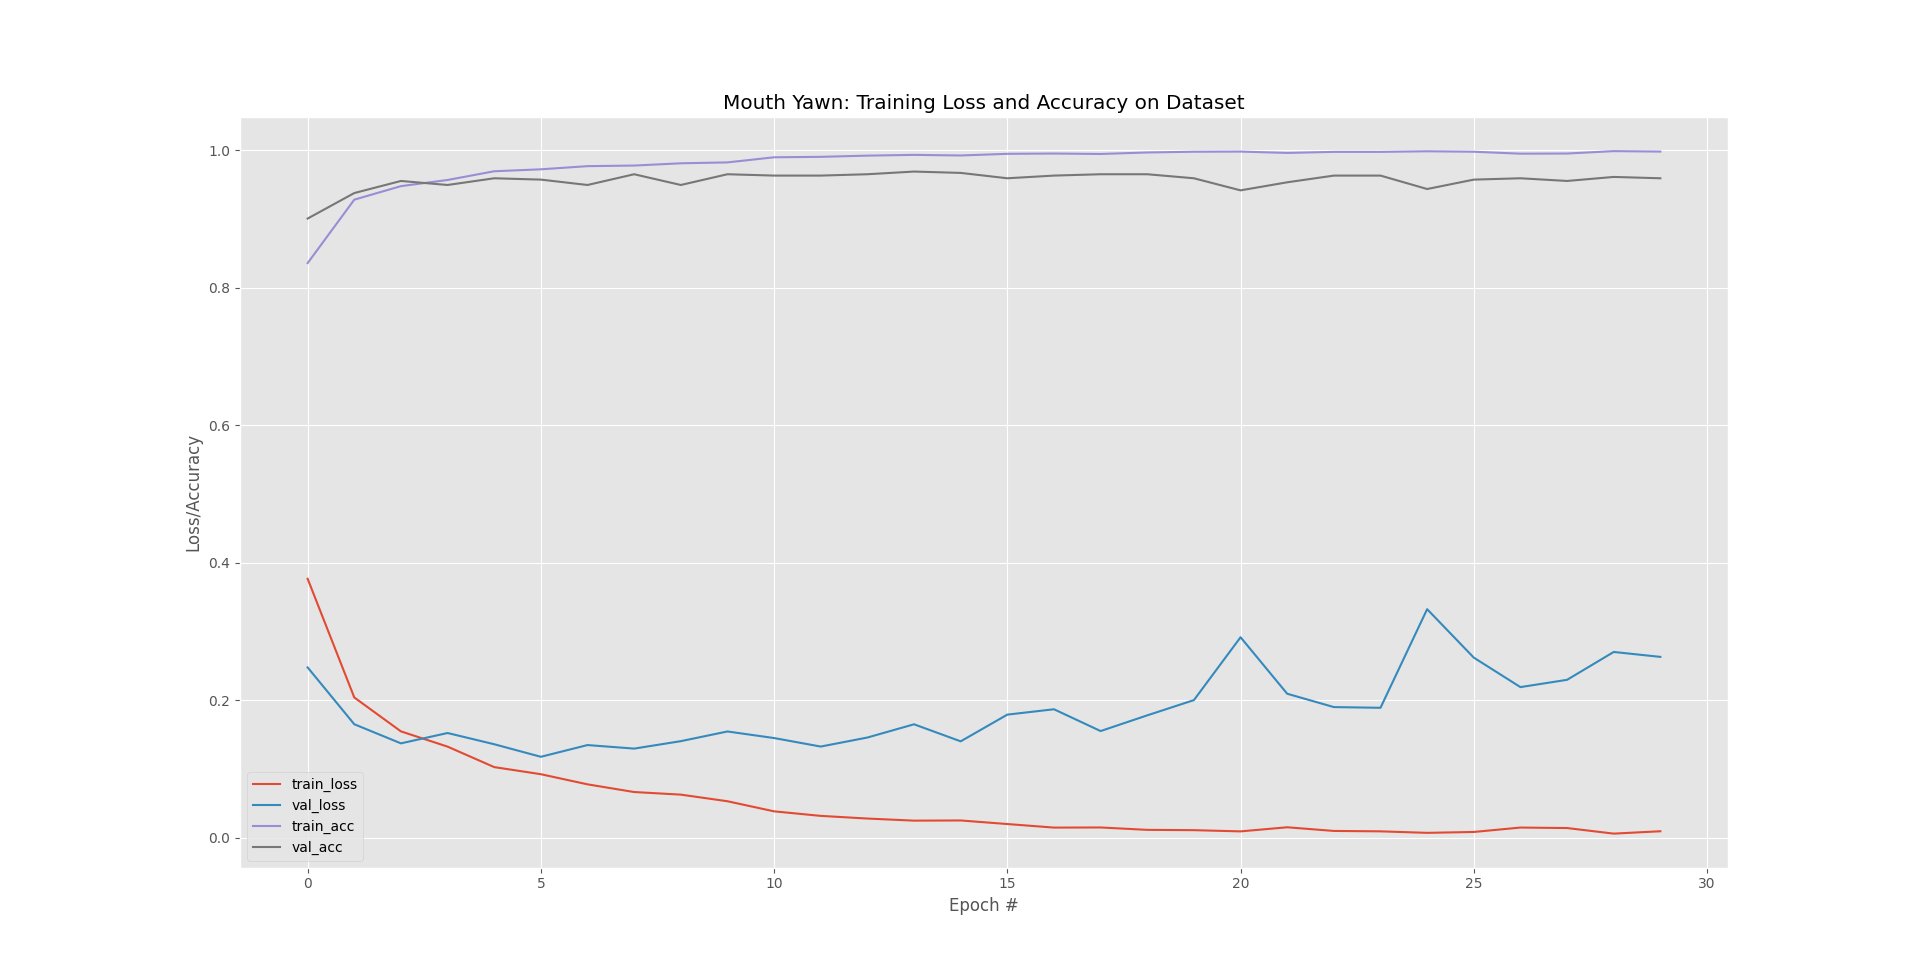 Mouth Yawn: Training Loss and Accuracy on Dataset
1.0
0.8
0.6
0.4
0.2
0.0
Loss/Accuracy
train_loss
val_loss
train_acc
val_acc
0 5 10 15 20 25 30
Epoch #